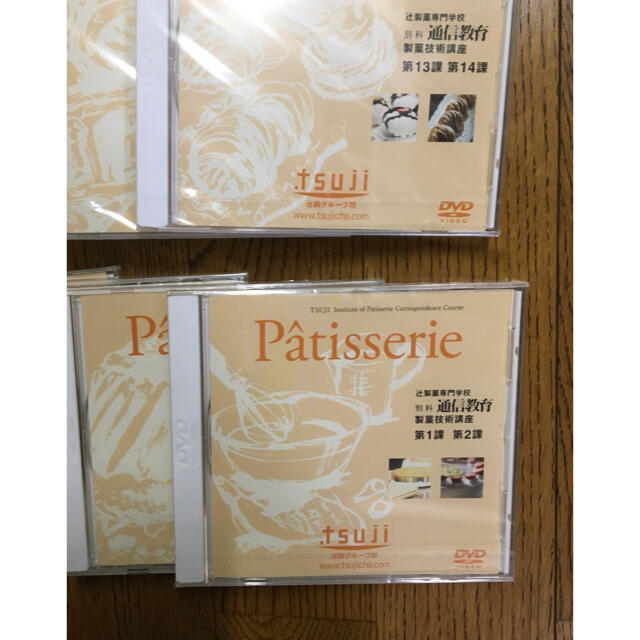 辻製菓専門学校
別科 通信教育
製菓技術講座
第13課 第14課
DVD
.tsuji
辻調グループ校
www.tsujicho.com
DVD
VIDEO
Pâ
TSUJI Institute of Patisserie Correspondence Course
Pâtisserie
辻製菓専門学校
別科 通信教育
製菓技術講座
第1課 第2課
DVD
.tsuji
辻調グループ校
www.tsujicho.com
DVD
VIDEO